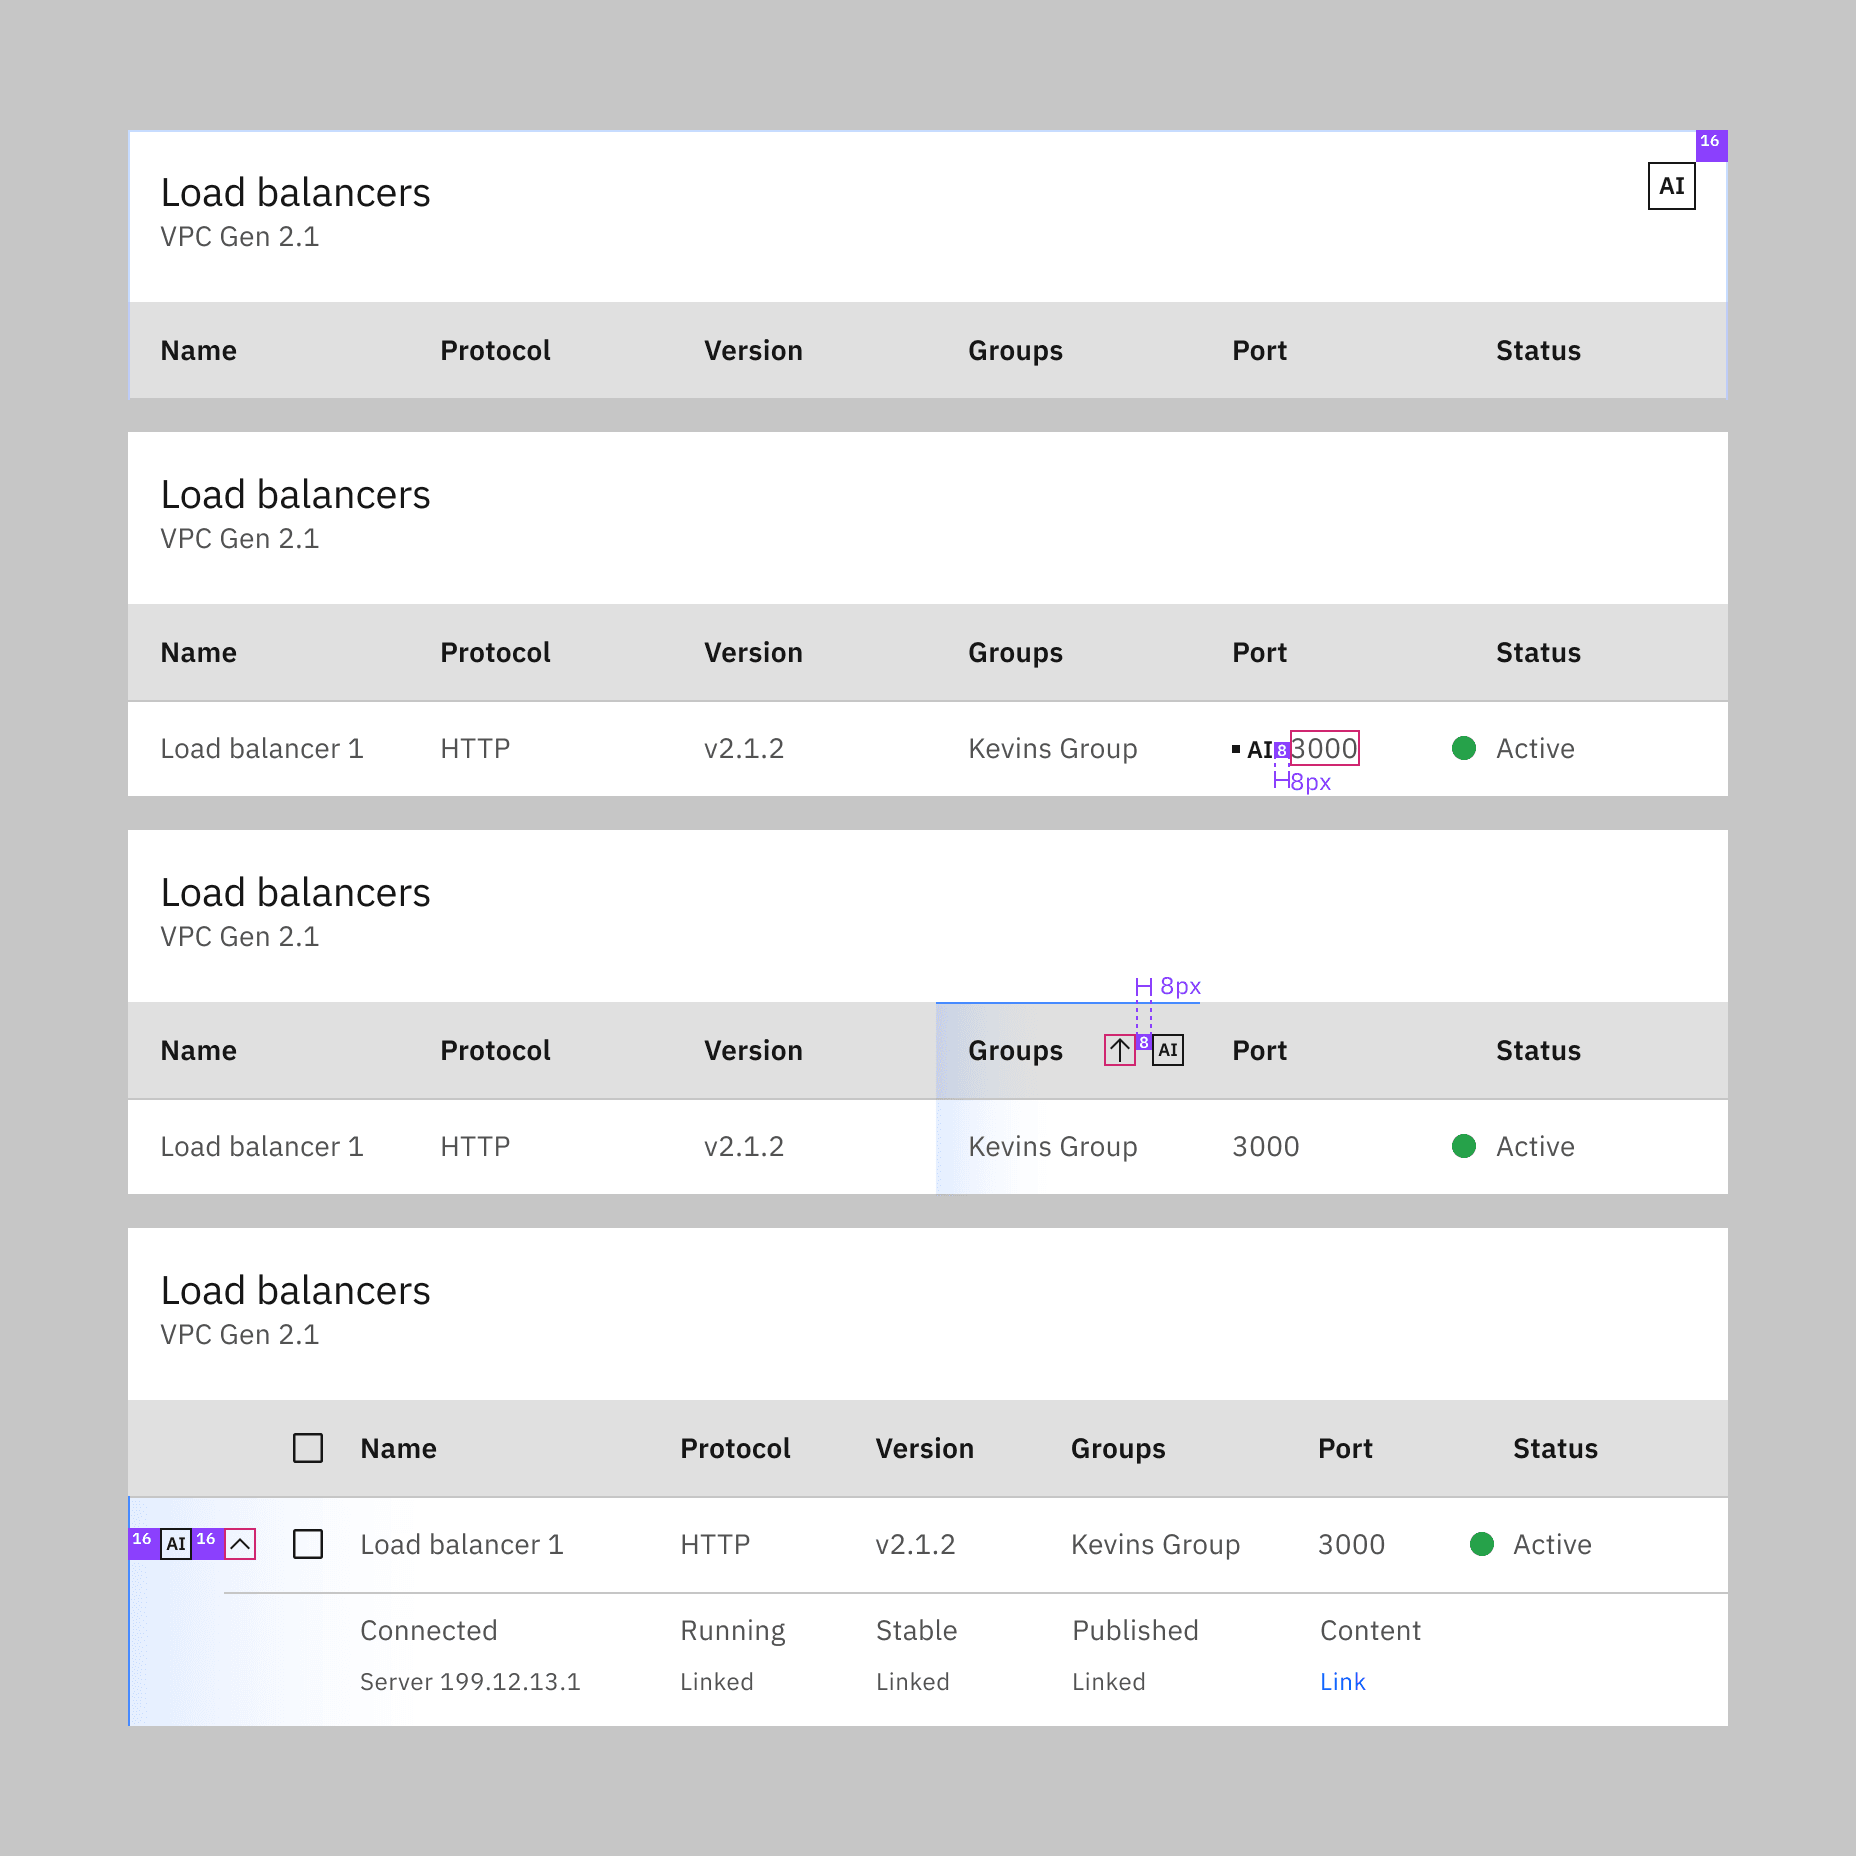 16
Load balancers
AI
VPC Gen 2.1
Name Protocol Version Groups Port Status
Load balancers
VPC Gen 2.1
Name Protocol Version Groups Port Status
Load balancer 1 HTTP v2.1.2 Kevins Group AI 8 3000 Active
8px
Load balancers
VPC Gen 2.1
8px
Name Protocol Version Groups 8 AI Port Status
Load balancer 1 HTTP v2.1.2 Kevins Group 3000 Active
Load balancers
VPC Gen 2.1
Name Protocol Version Groups Port Status
16 AI 16 Load balancer 1 HTTP v2.1.2 Kevins Group 3000 Active
Connected Running Stable Published Content
Server 199.12.13.1 Linked Linked Linked Link